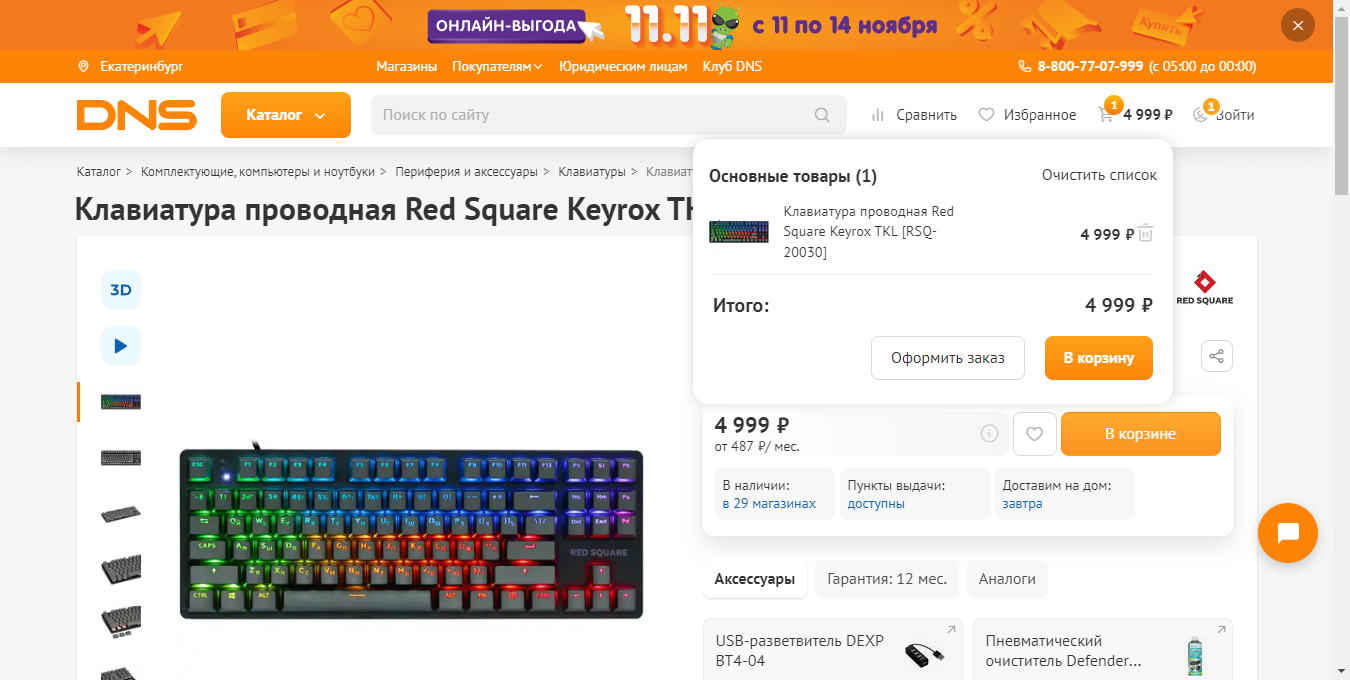 ОНЛАЙН-ВЫГОДА
11.11
с 11 по 14 ноября
Купить
Екатеринбург
Магазины Покупателям Юридическим лицам Клуб DNS
8-800-77-07-999 (с 05:00 до 00:00)
DNS
Каталог
Поиск по сайту
Сравнить
Избранное
1
4 999 ₽
1
Войти
Каталог > Комплектующие, компьютеры и ноутбуки > Периферия и аксессуары > Клавиатуры > Клавиат
Клавиатура проводная Red Square Keyrox TK
Основные товары (1)
Очистить список
Клавиатура проводная Red
Square Keyrox TKL [RSQ-
20030]
4 999 ₽
Итого:
4 999 ₽
Оформить заказ
В корзину
3D
RED SQUARE
4 999 ₽
от 487 ₽/ мес.
В корзине
В наличии:
в 29 магазинах
Пункты выдачи:
доступны
Доставим на дом:
завтра
RED SQUARE
Аксессуары
Гарантия: 12 мес.
Аналоги
USB-разветвитель DEXP
BT4-04
Пневматический
очиститель Defender...